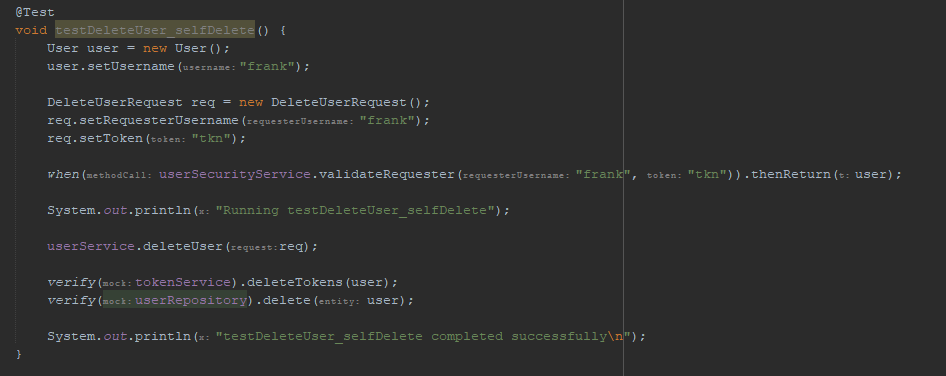 @Test
void testDeleteUser_selfDelete() {
User user = new User();
user.setUsername( username: "frank");
DeleteUserRequest req = new DeleteUserRequest();
req.setRequesterUsername( requesterUsername: "frank");
req.setToken( token: "tkn");
when( methodCall: userSecurityService.validateRequester( requesterUsername: "frank", token: "tkn")).thenReturn( t: user);
System.out.println( x: "Running testDeleteUser_selfDelete");
userService.deleteUser( request: req);
verify( mock: tokenService).deleteTokens(user);
verify( mock: userRepository).delete( entity: user);
System.out.println( x: "testDeleteUser_selfDelete completed successfully\n");
}